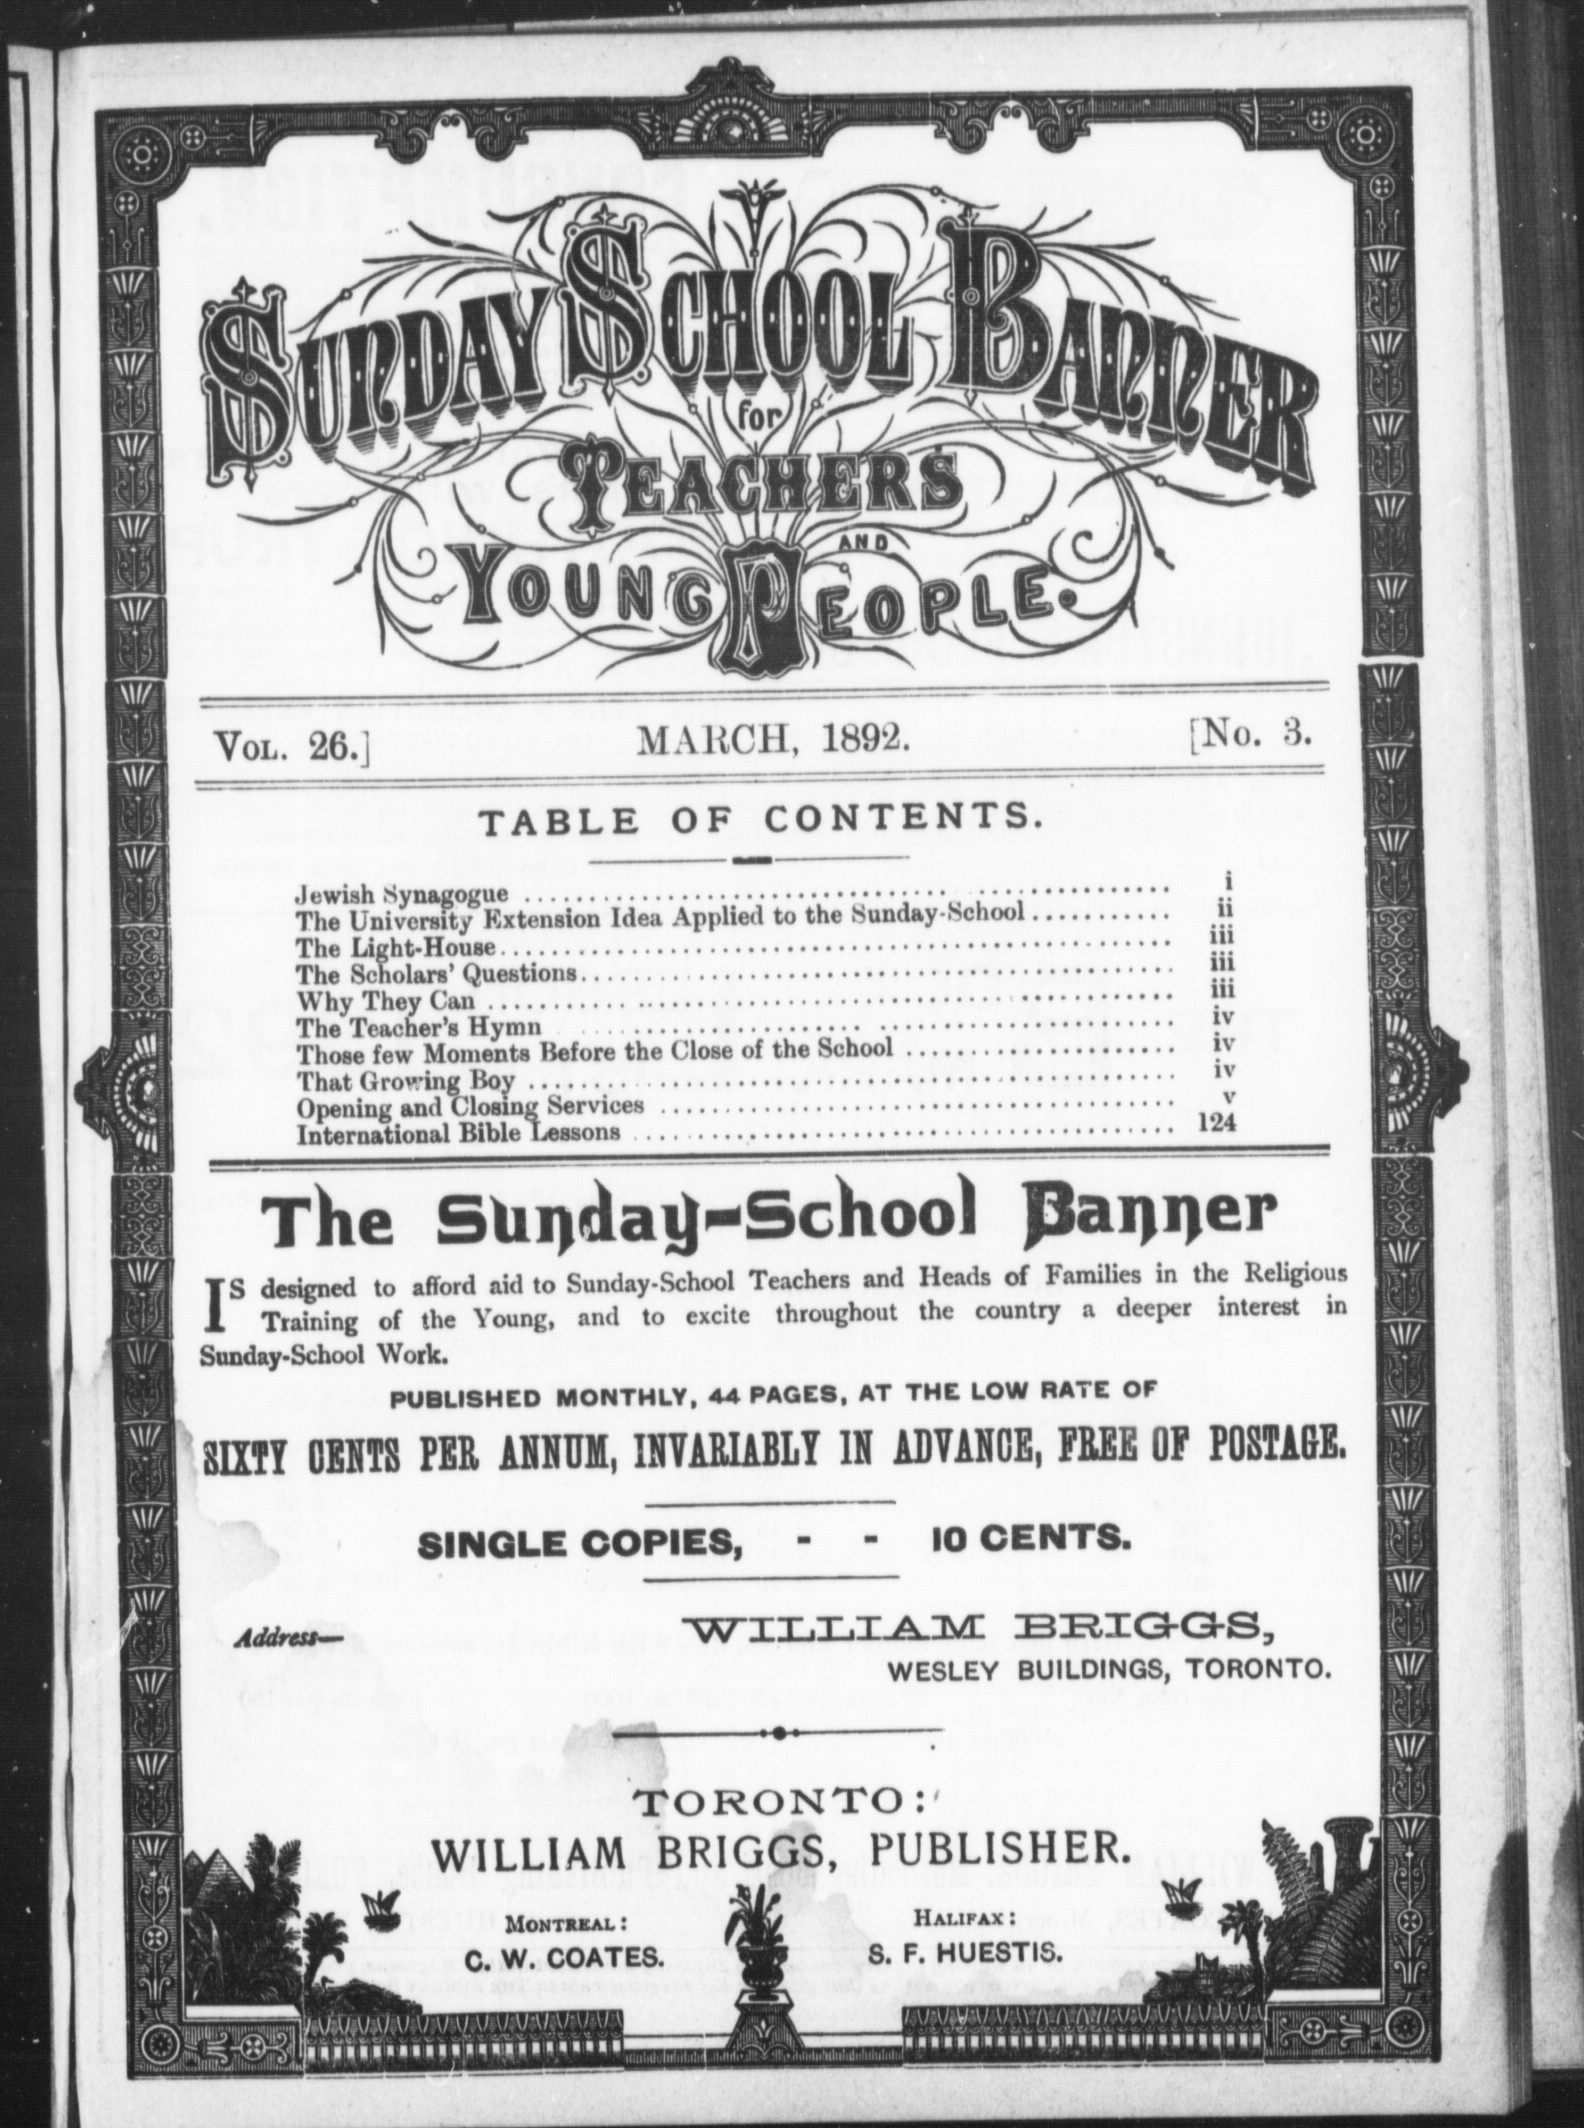 SUNDAY SCHOOL BANNER
for
TEACHERS
AND
YOUNG PEOPLE.
VOL. 26.] MARCH, 1892. [No. 3.
TABLE OF CONTENTS.
Jewish Synagogue ........ i
The University Extension Idea Applied to the Sunday-School ........ ii
The Light-House ........ iii
The Scholars' Questions ........ iii
Why They Can ........ iii
The Teacher's Hymn ........ iv
Those few Moments Before the Close of the School ........ iv
That Growing Boy ........ iv
Opening and Closing Services ........ v
International Bible Lessons ........ 124
The Sunday-School Banner
IS designed to afford aid to Sunday-School Teachers and Heads of Families in the Religious
Training of the Young, and to excite throughout the country a deeper interest in
Sunday-School Work.
PUBLISHED MONTHLY, 44 PAGES, AT THE LOW RATE OF
SIXTY CENTS PER ANNUM, INVARIABLY IN ADVANCE, FREE OF POSTAGE.
SINGLE COPIES, - - 10 CENTS.
Address— WILLIAM BRIGGS,
WESLEY BUILDINGS, TORONTO.
TORONTO:
WILLIAM BRIGGS, PUBLISHER.
MONTREAL: HALIFAX:
C. W. COATES. S. F. HUESTIS.